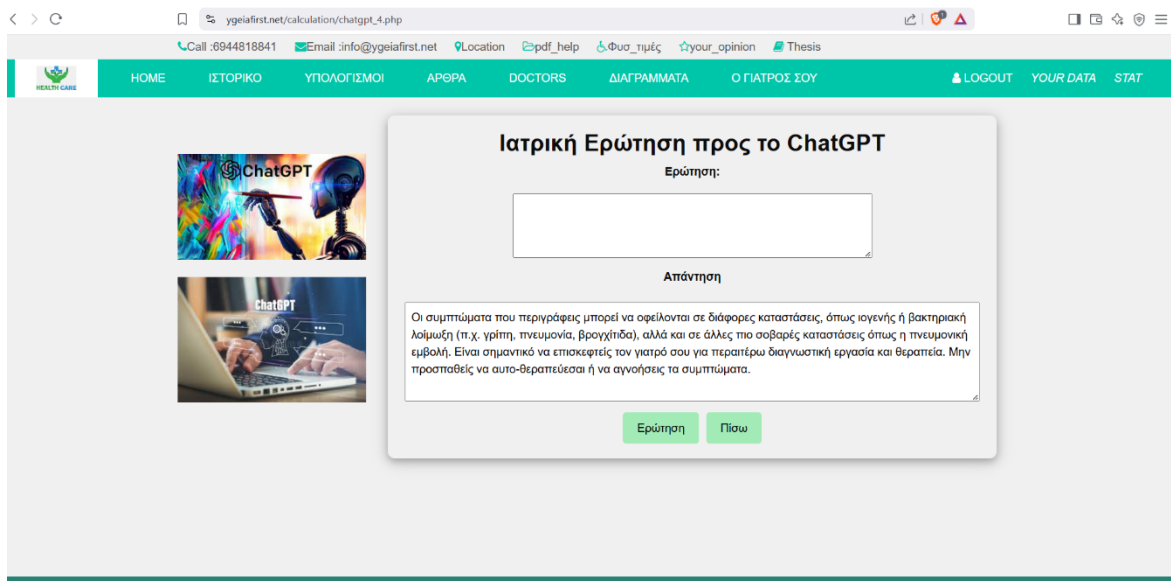 ygeiafirst.net/calculation/chatgpt_4.php
Call :6944818841 Email :info@ygeiafirst.net Location pdf_help .Φυσ_τιμές your_opinion Thesis
HEALTH CARE HOME ΙΣΤΟΡΙΚΟ ΥΠΟΛΟΓΙΣΜΟΙ ΑΡΘΡΑ DOCTORS ΔΙΑΓΡΑΜΜΑΤΑ Ο ΓΙΑΤΡΟΣ ΣΟΥ LOGOUT YOUR DATA STAT
ChatGPT
ChatGPT
Ιατρική Ερώτηση προς το ChatGPT
Ερώτηση:
Απάντηση
Οι συμπτώματα που περιγράφεις μπορεί να οφείλονται σε διάφορες καταστάσεις, όπως ιογενής ή βακτηριακή
λοίμωξη (π.χ. γρίπη, πνευμονία, βρογχίτιδα), αλλά και σε άλλες πιο σοβαρές καταστάσεις όπως η πνευμονική
εμβολή. Είναι σημαντικό να επισκεφτείς τον γιατρό σου για περαιτέρω διαγνωστική εργασία και θεραπεία. Μην
προσπαθείς να αυτο-θεραπεύεσαι ή να αγνοήσεις τα συμπτώματα.
Ερώτηση Πίσω